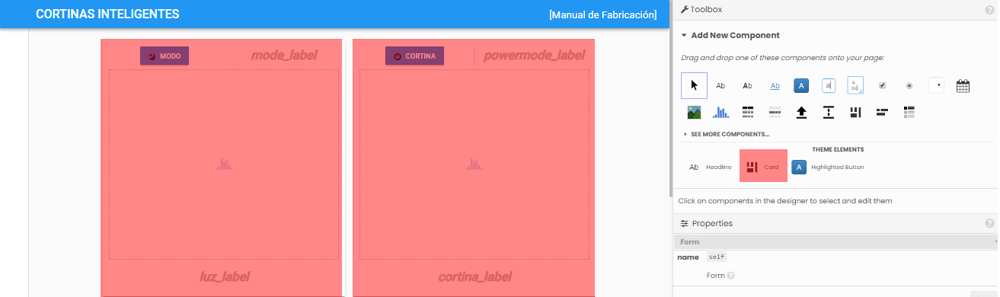 CORTINAS INTELIGENTES
[Manual de Fabricación]
MODO
mode_label
CORTINA
powermode_label
luz_label
cortina_label
Toolbox
Add New Component
Drag and drop one of these components onto your page:
Ab Ab Ab A a a bc
SEE MORE COMPONENTS...
THEME ELEMENTS
Ab Headline
Card
A Highlighted Button
Click on components in the designer to select and edit them
Properties
Form
name self
Form